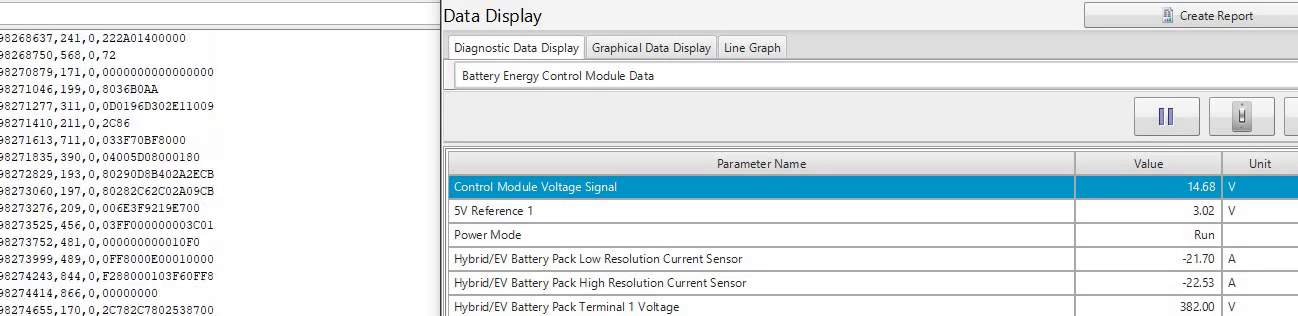 98268637,241,0,222A01400000
98268750,568,0,72
98270879,171,0,0000000000000000
98271046,199,0,8036B0AA
98271277,311,0,0D0196D302E11009
98271410,211,0,2C86
98271613,711,0,033F70BF8000
98271835,390,0,04005D08000180
98272829,193,0,80290D8B402A2ECB
98273060,197,0,80282C62C02A09CB
98273276,209,0,006E3F9219E700
98273525,456,0,03FF000000003C01
98273752,481,0,000000000010F0
98273999,489,0,0FF8000E00010000
98274243,844,0,F288000103F60FF8
98274414,866,0,00000000
98274655,170,0,2C782C7802538700
Data Display
Create Report
Diagnostic Data Display Graphical Data Display Line Graph
Battery Energy Control Module Data
Parameter Name Value Unit
Control Module Voltage Signal 14.68 V
5V Reference 1 3.02 V
Power Mode Run
Hybrid/EV Battery Pack Low Resolution Current Sensor -21.70 A
Hybrid/EV Battery Pack High Resolution Current Sensor -22.53 A
Hybrid/EV Battery Pack Terminal 1 Voltage 382.00 V